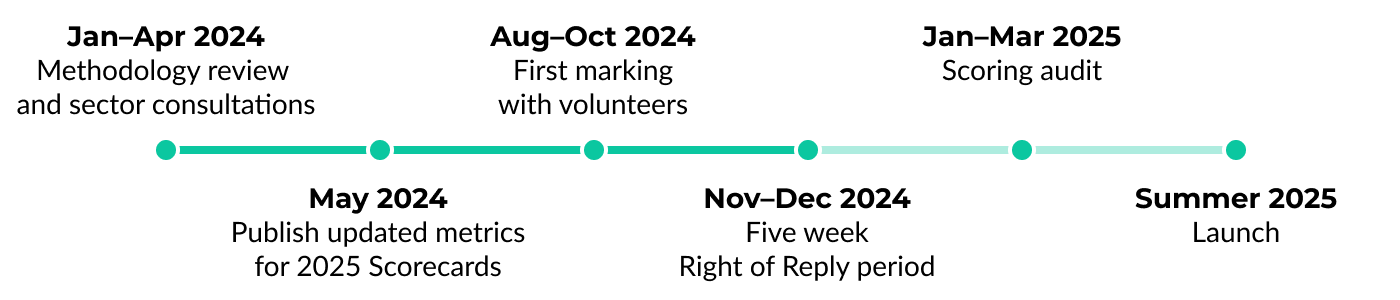 Jan–Apr 2024
Methodology review
and sector consultations
May 2024
Publish updated metrics
for 2025 Scorecards
Aug–Oct 2024
First marking
with volunteers
Nov–Dec 2024
Five week
Right of Reply period
Jan–Mar 2025
Scoring audit
Summer 2025
Launch